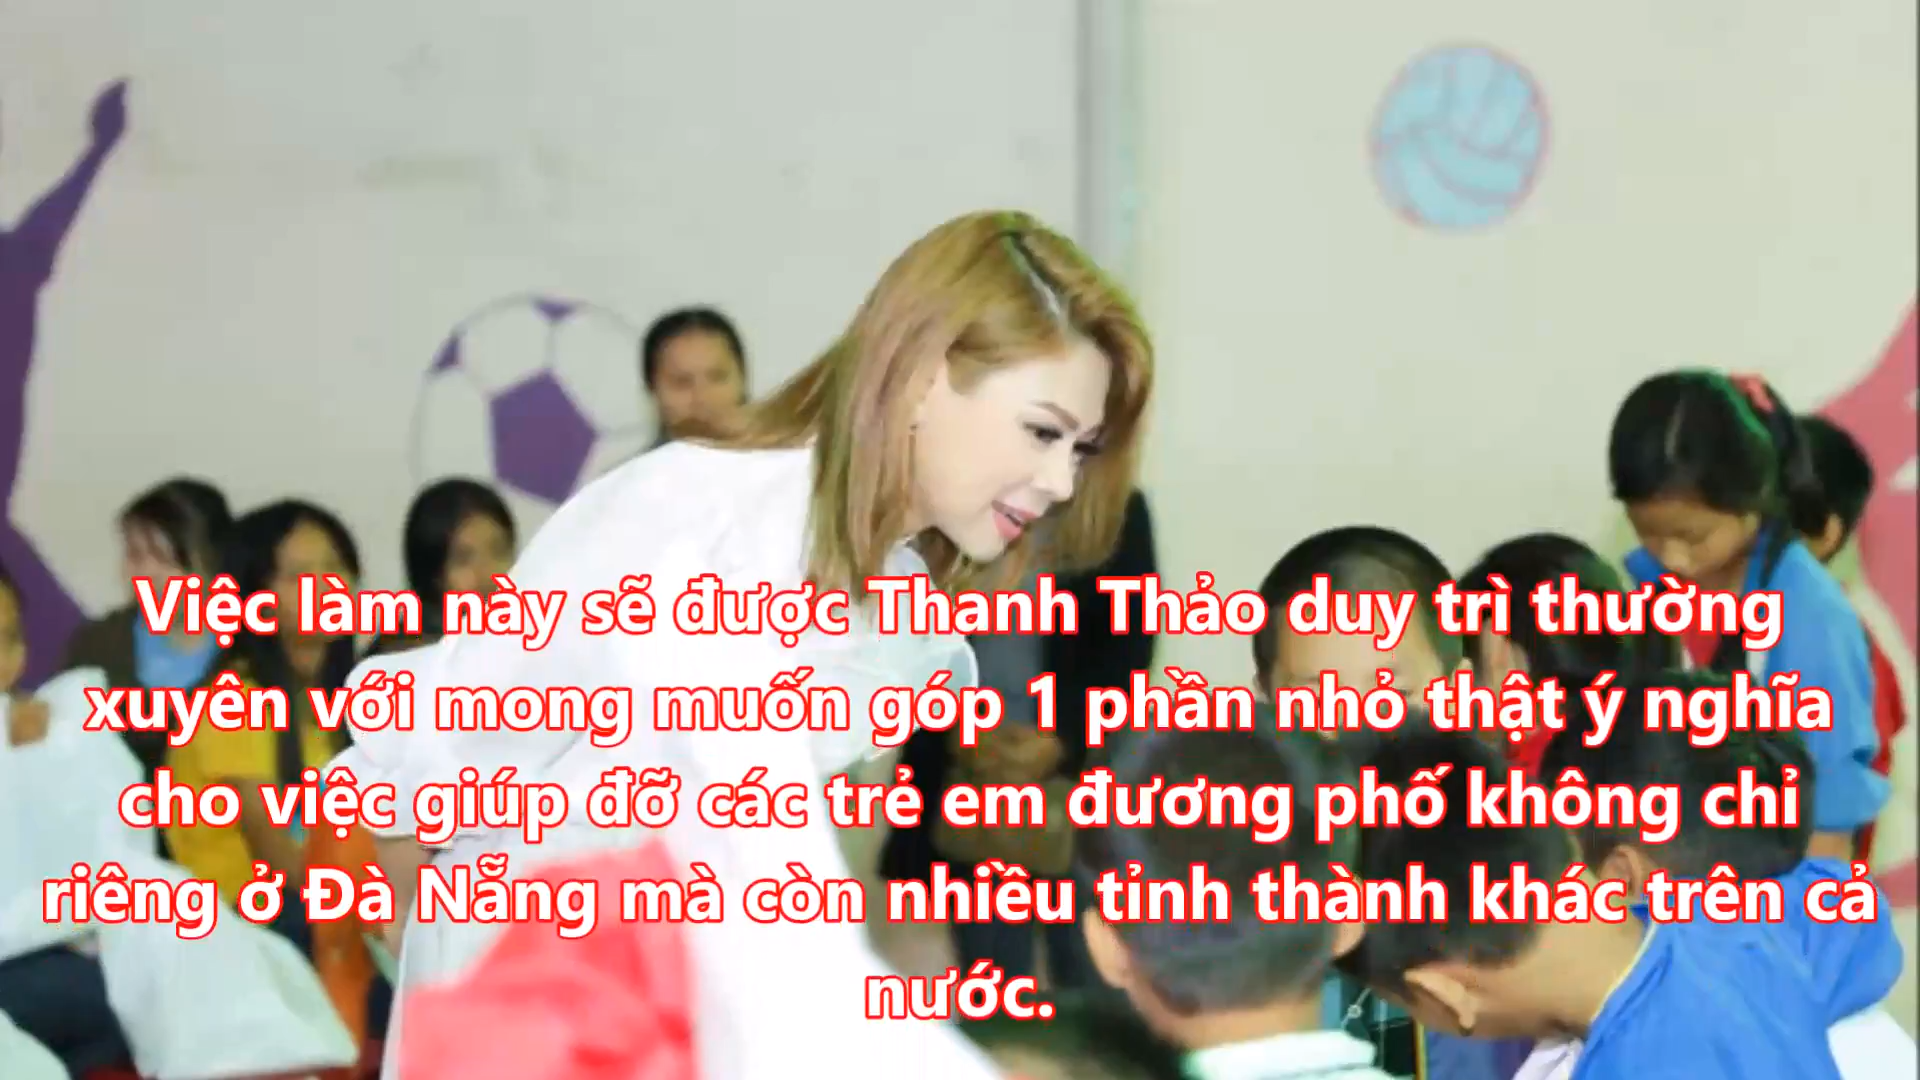 Việc làm này sẽ được Thanh Thảo duy trì thường
xuyên với mong muốn góp 1 phần nhỏ thật ý nghĩa
cho việc giúp đỡ các trẻ em đương phố không chỉ
riêng ở Đà Nẵng mà còn nhiều tỉnh thành khác trên cả
nước.